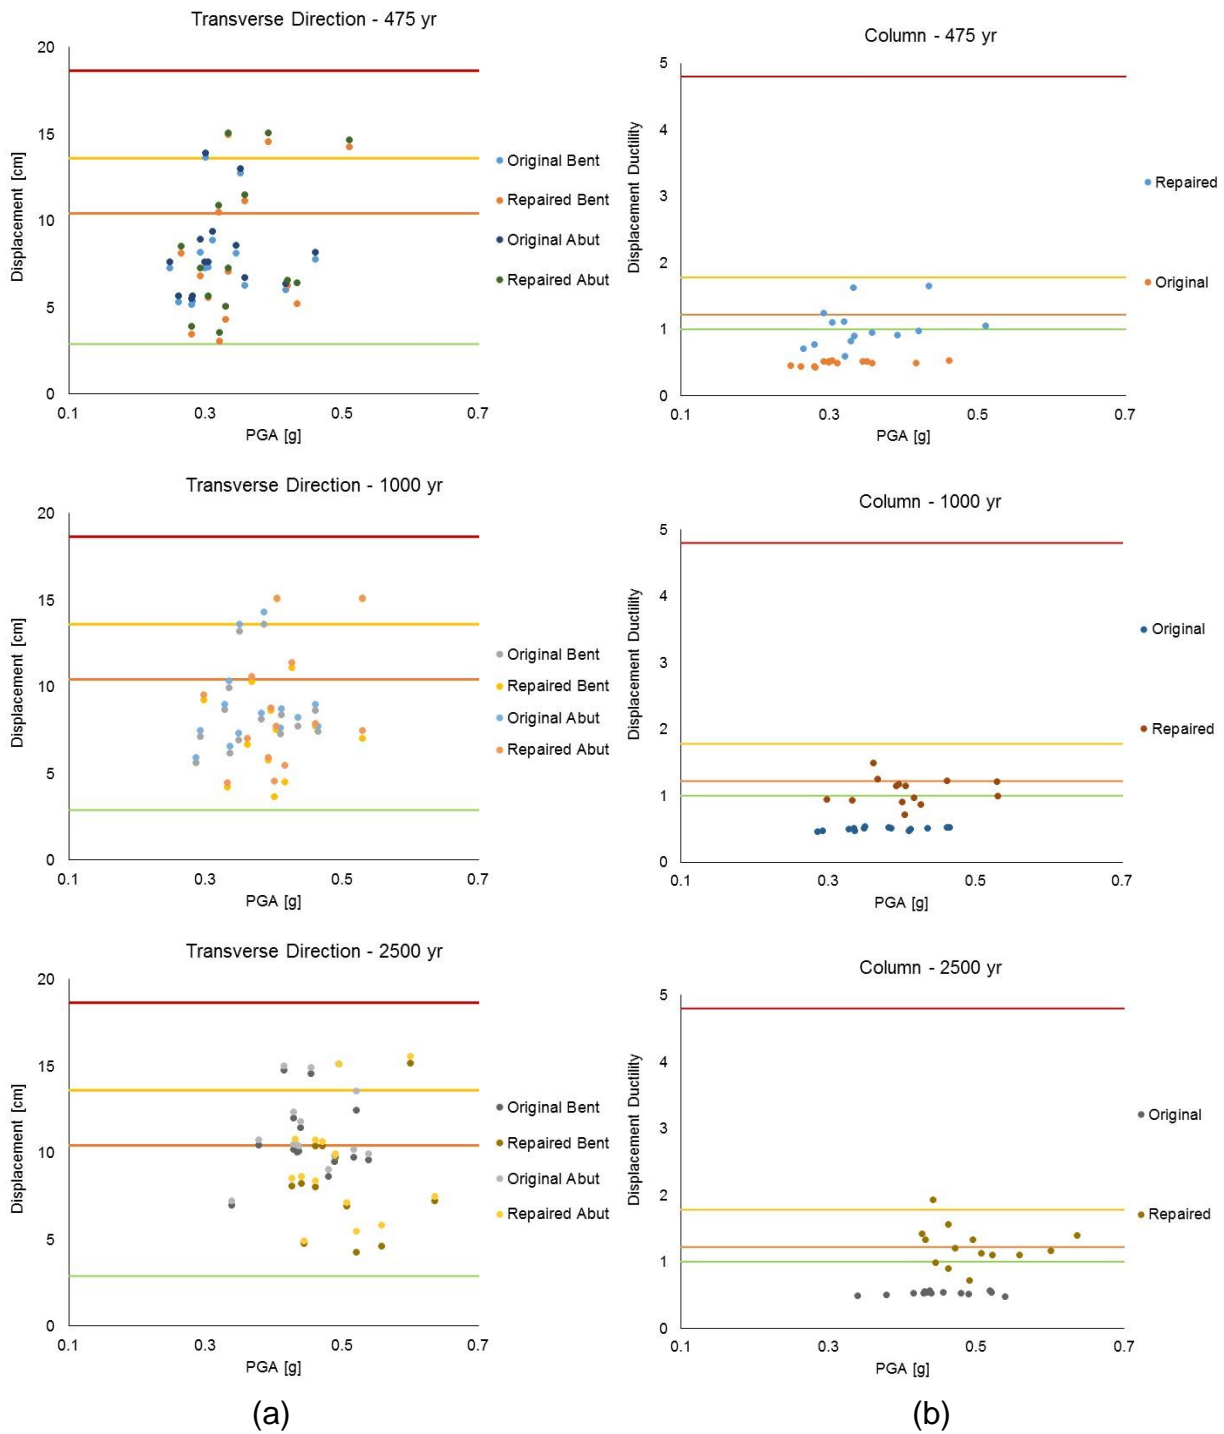 Transverse Direction - 475 yr
Displacement [cm]
20
15
10
5
0
0.1 0.3 0.5 0.7
PGA [g]
Original Bent
Repaired Bent
Original Abut
Repaired Abut
Column - 475 yr
Displacement Ductility
5
4
3
2
1
0
0.1 0.3 0.5 0.7
PGA [g]
Repaired
Original
Transverse Direction - 1000 yr
Displacement [cm]
20
15
10
5
0
0.1 0.3 0.5 0.7
PGA [g]
Original Bent
Repaired Bent
Original Abut
Repaired Abut
Column - 1000 yr
Displacement Ductility
5
4
3
2
1
0
0.1 0.3 0.5 0.7
PGA [g]
Original
Repaired
Transverse Direction - 2500 yr
Displacement [cm]
20
15
10
5
0
0.1 0.3 0.5 0.7
PGA [g]
Original Bent
Repaired Bent
Original Abut
Repaired Abut
Column - 2500 yr
Displacement Ductility
5
4
3
2
1
0
0.1 0.3 0.5 0.7
PGA [g]
Original
Repaired
(a) (b)